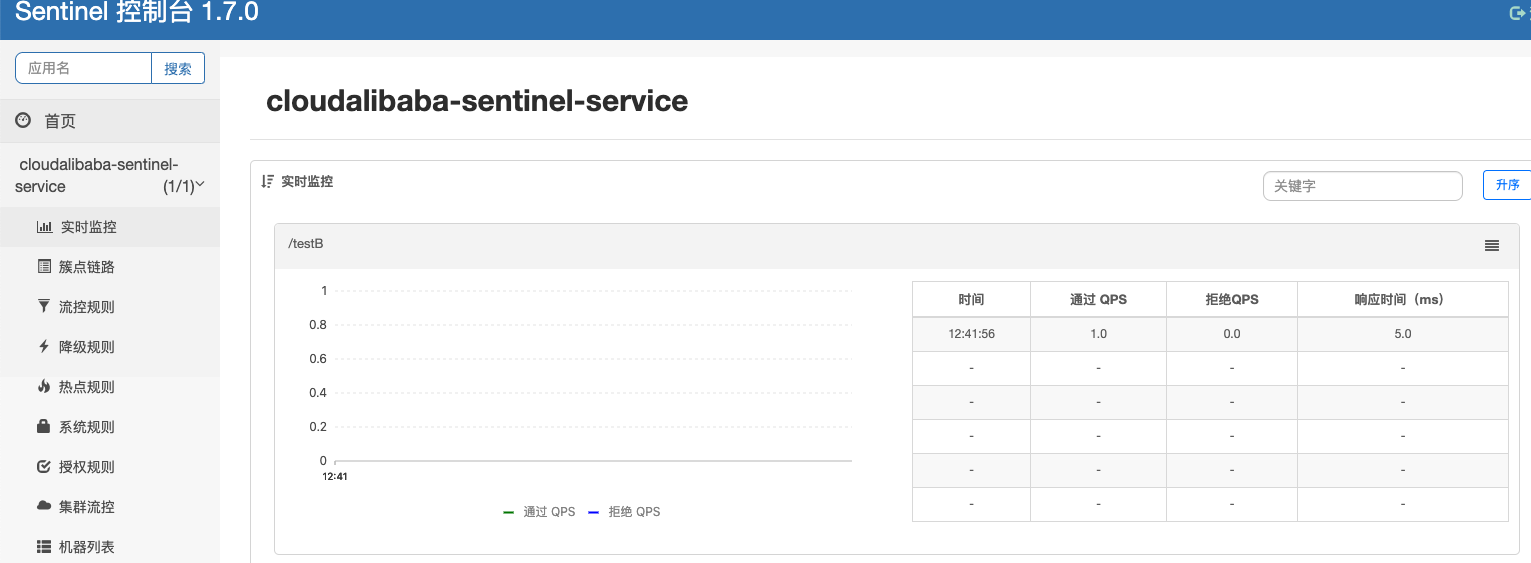 Sentinel 控制台 1.7.0
应用名
搜索
首页
cloudalibaba-sentinel-
service (1/1)
实时监控
簇点链路
流控规则
降级规则
热点规则
系统规则
授权规则
集群流控
机器列表
cloudalibaba-sentinel-service
实时监控
关键字
升序
/testB
1
0.8
0.6
0.4
0.2
0
12:41
通过 QPS 拒绝 QPS
时间 通过 QPS 拒绝QPS 响应时间（ms）
12:41:56 1.0 0.0 5.0
- - - -
- - - -
- - - -
- - - -
- - - -